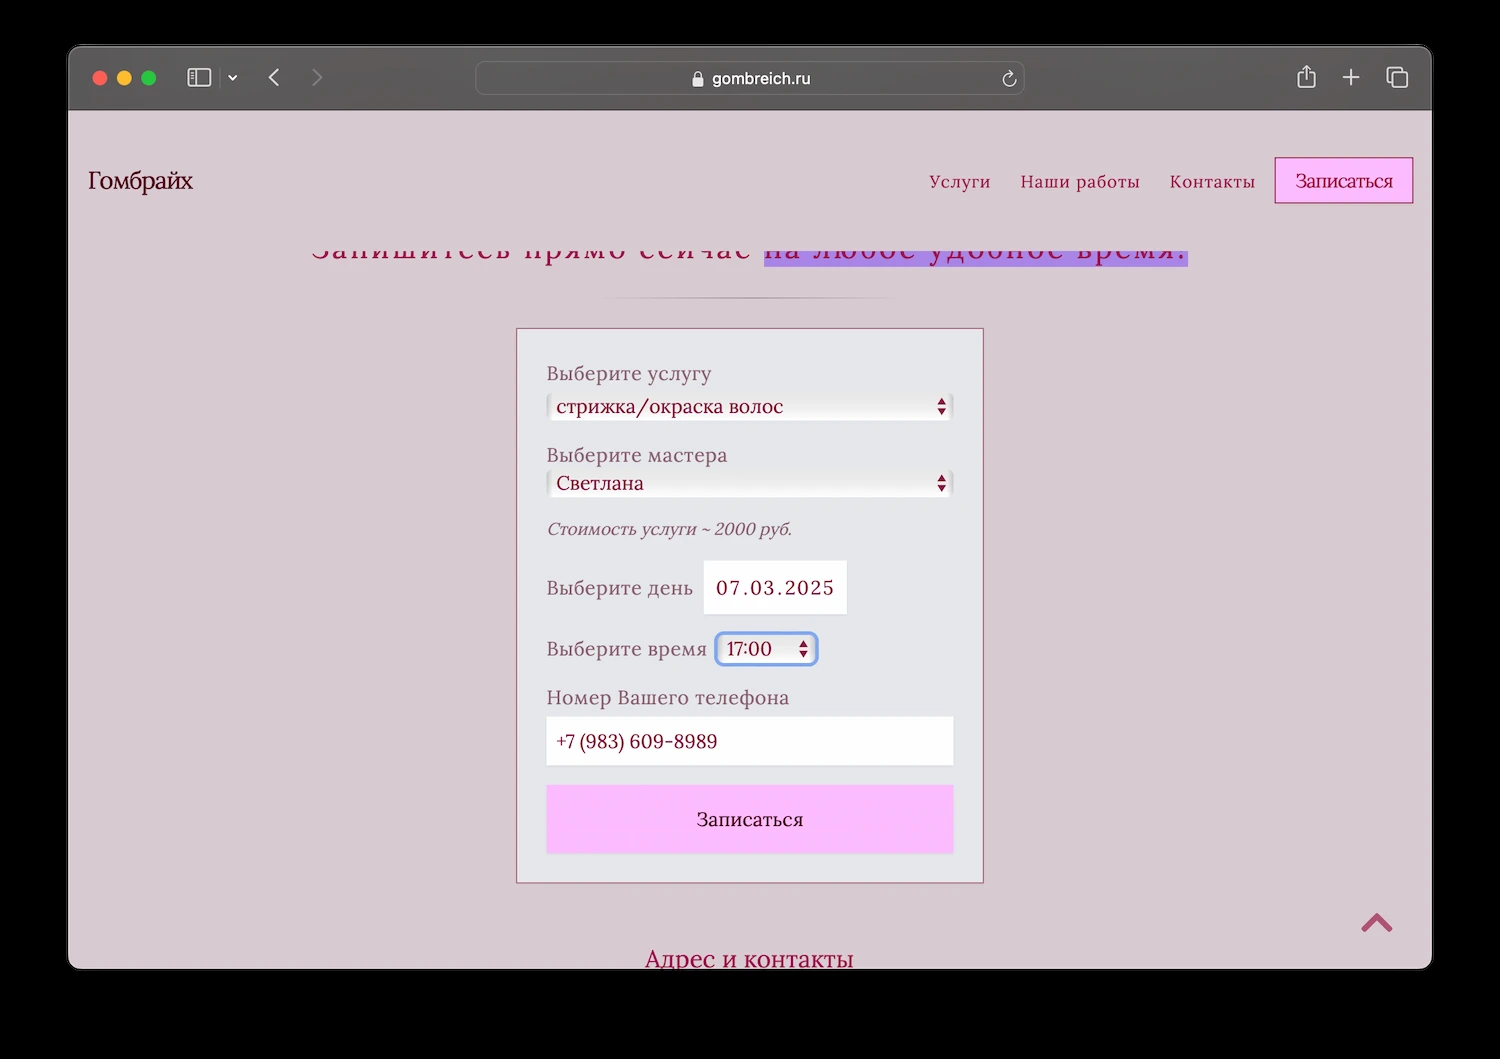 gombreich.ru
Гомбрайх
Услуги Наши работы Контакты Записаться
Запишитесь прямо сейчас на любое удобное время!
Выберите услугу
стрижка/окраска волос
Выберите мастера
Светлана
Стоимость услуги ~ 2000 руб.
Выберите день 07.03.2025
Выберите время 17:00
Номер Вашего телефона
+7 (983) 609-8989
Записаться
Адрес и контакты